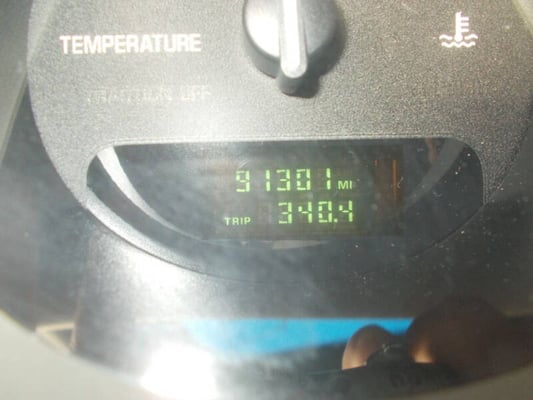 TEMPERATURE
TRACTION OFF
91301 MI
TRIP 340.4